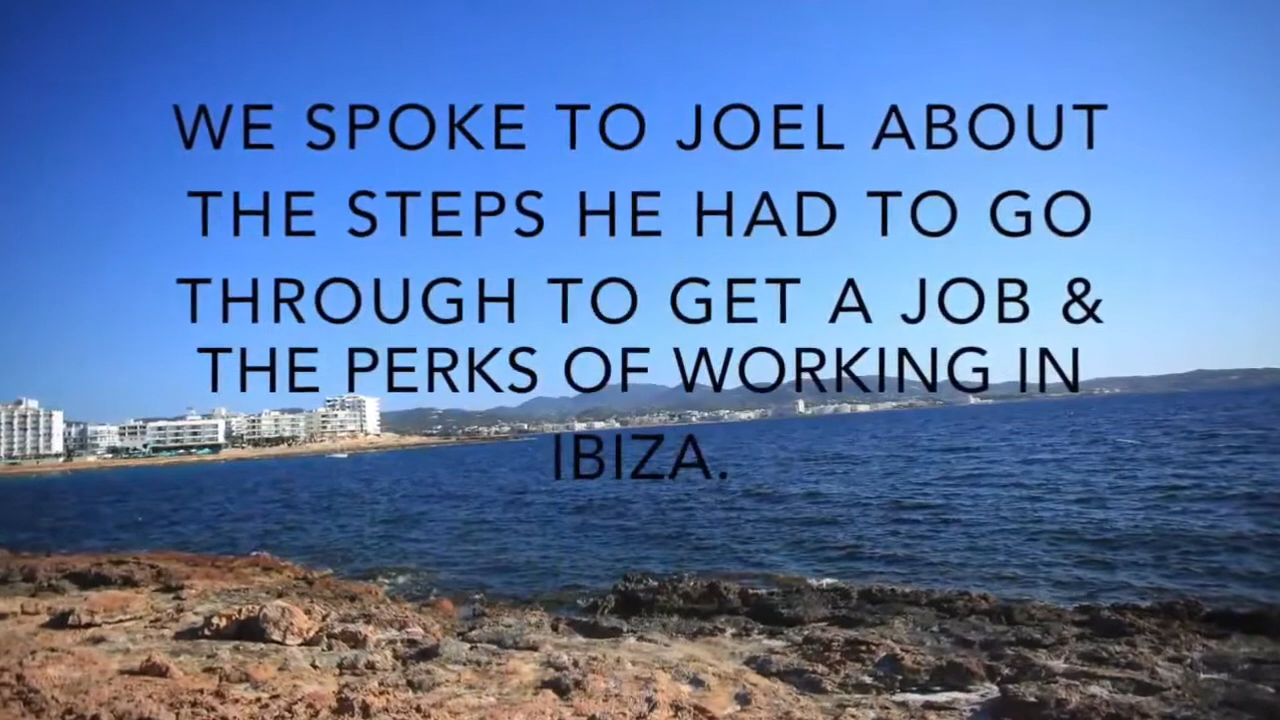 WE SPOKE TO JOEL ABOUT
THE STEPS HE HAD TO GO
THROUGH TO GET A JOB &
THE PERKS OF WORKING IN
IBIZA.